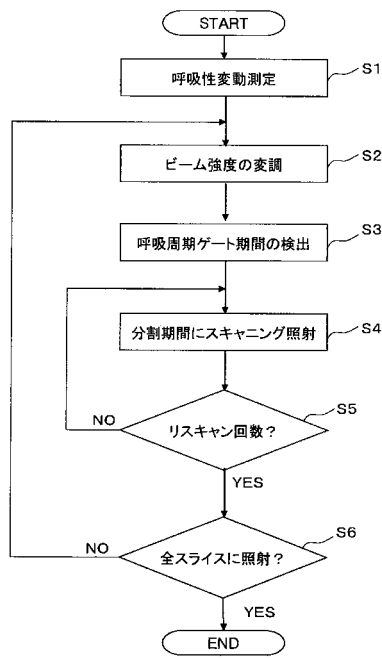 START
呼吸性変動測定
S1
ビーム強度の変調
S2
呼吸周期ゲート期間の検出
S3
分割期間にスキャニング照射
S4
リスキャン回数?
S5
NO
YES
全スライスに照射?
S6
NO
YES
END